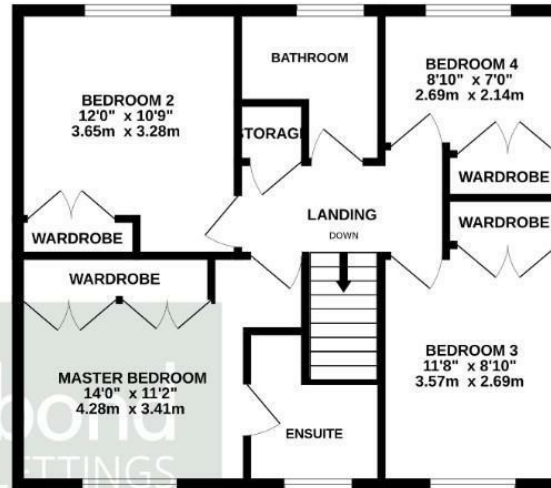 BATHROOM
BEDROOM 4
8'10" x 7'0"
2.69m x 2.14m
BEDROOM 2
12'0" x 10'9"
3.65m x 3.28m
STORAGE
WARDROBE
LANDING
DOWN
WARDROBE
WARDROBE
WARDROBE
BEDROOM 3
11'8" x 8'10"
3.57m x 2.69m
MASTER BEDROOM
14'0" x 11'2"
4.28m x 3.41m
ENSUITE
bond
LETTINGS